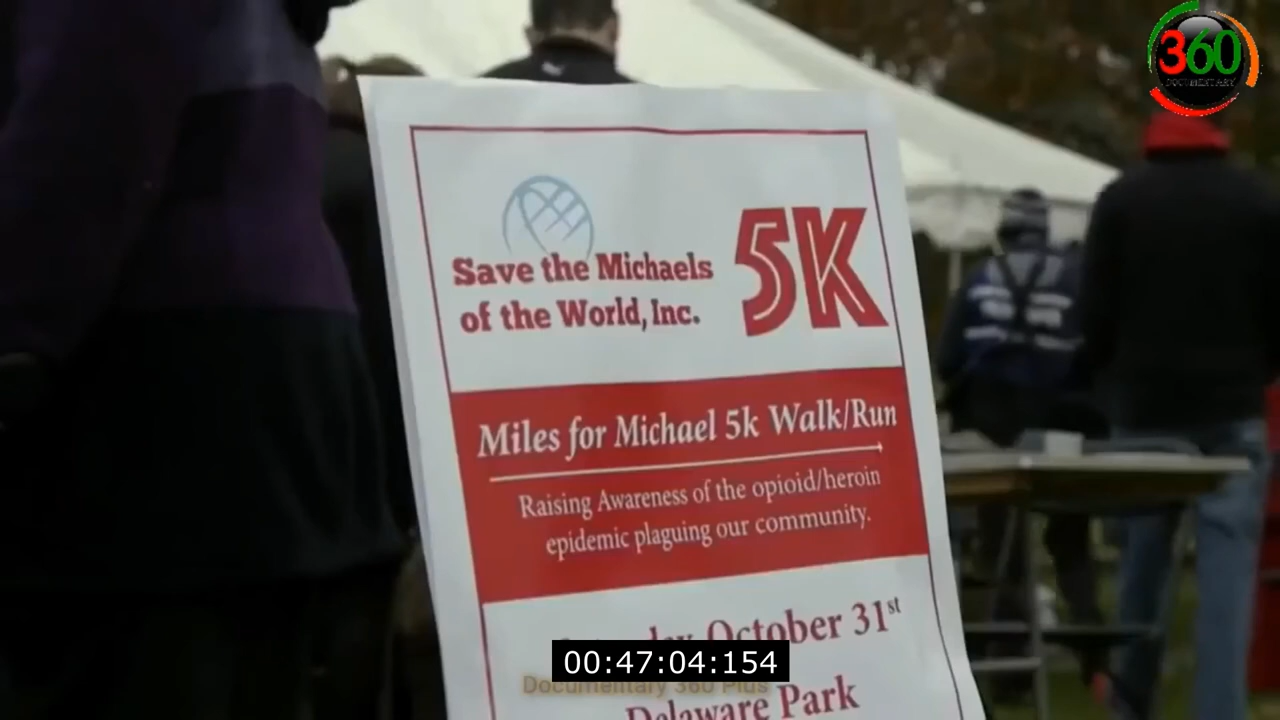 360
DOCUMENTARY
Save the Michaels
of the World, Inc.
5K
Miles for Michael 5k Walk/Run
Raising Awareness of the opioid/heroin
epidemic plaguing our community.
October 31st
00:47:04:154
Documentary 360 Plus
Delaware Park